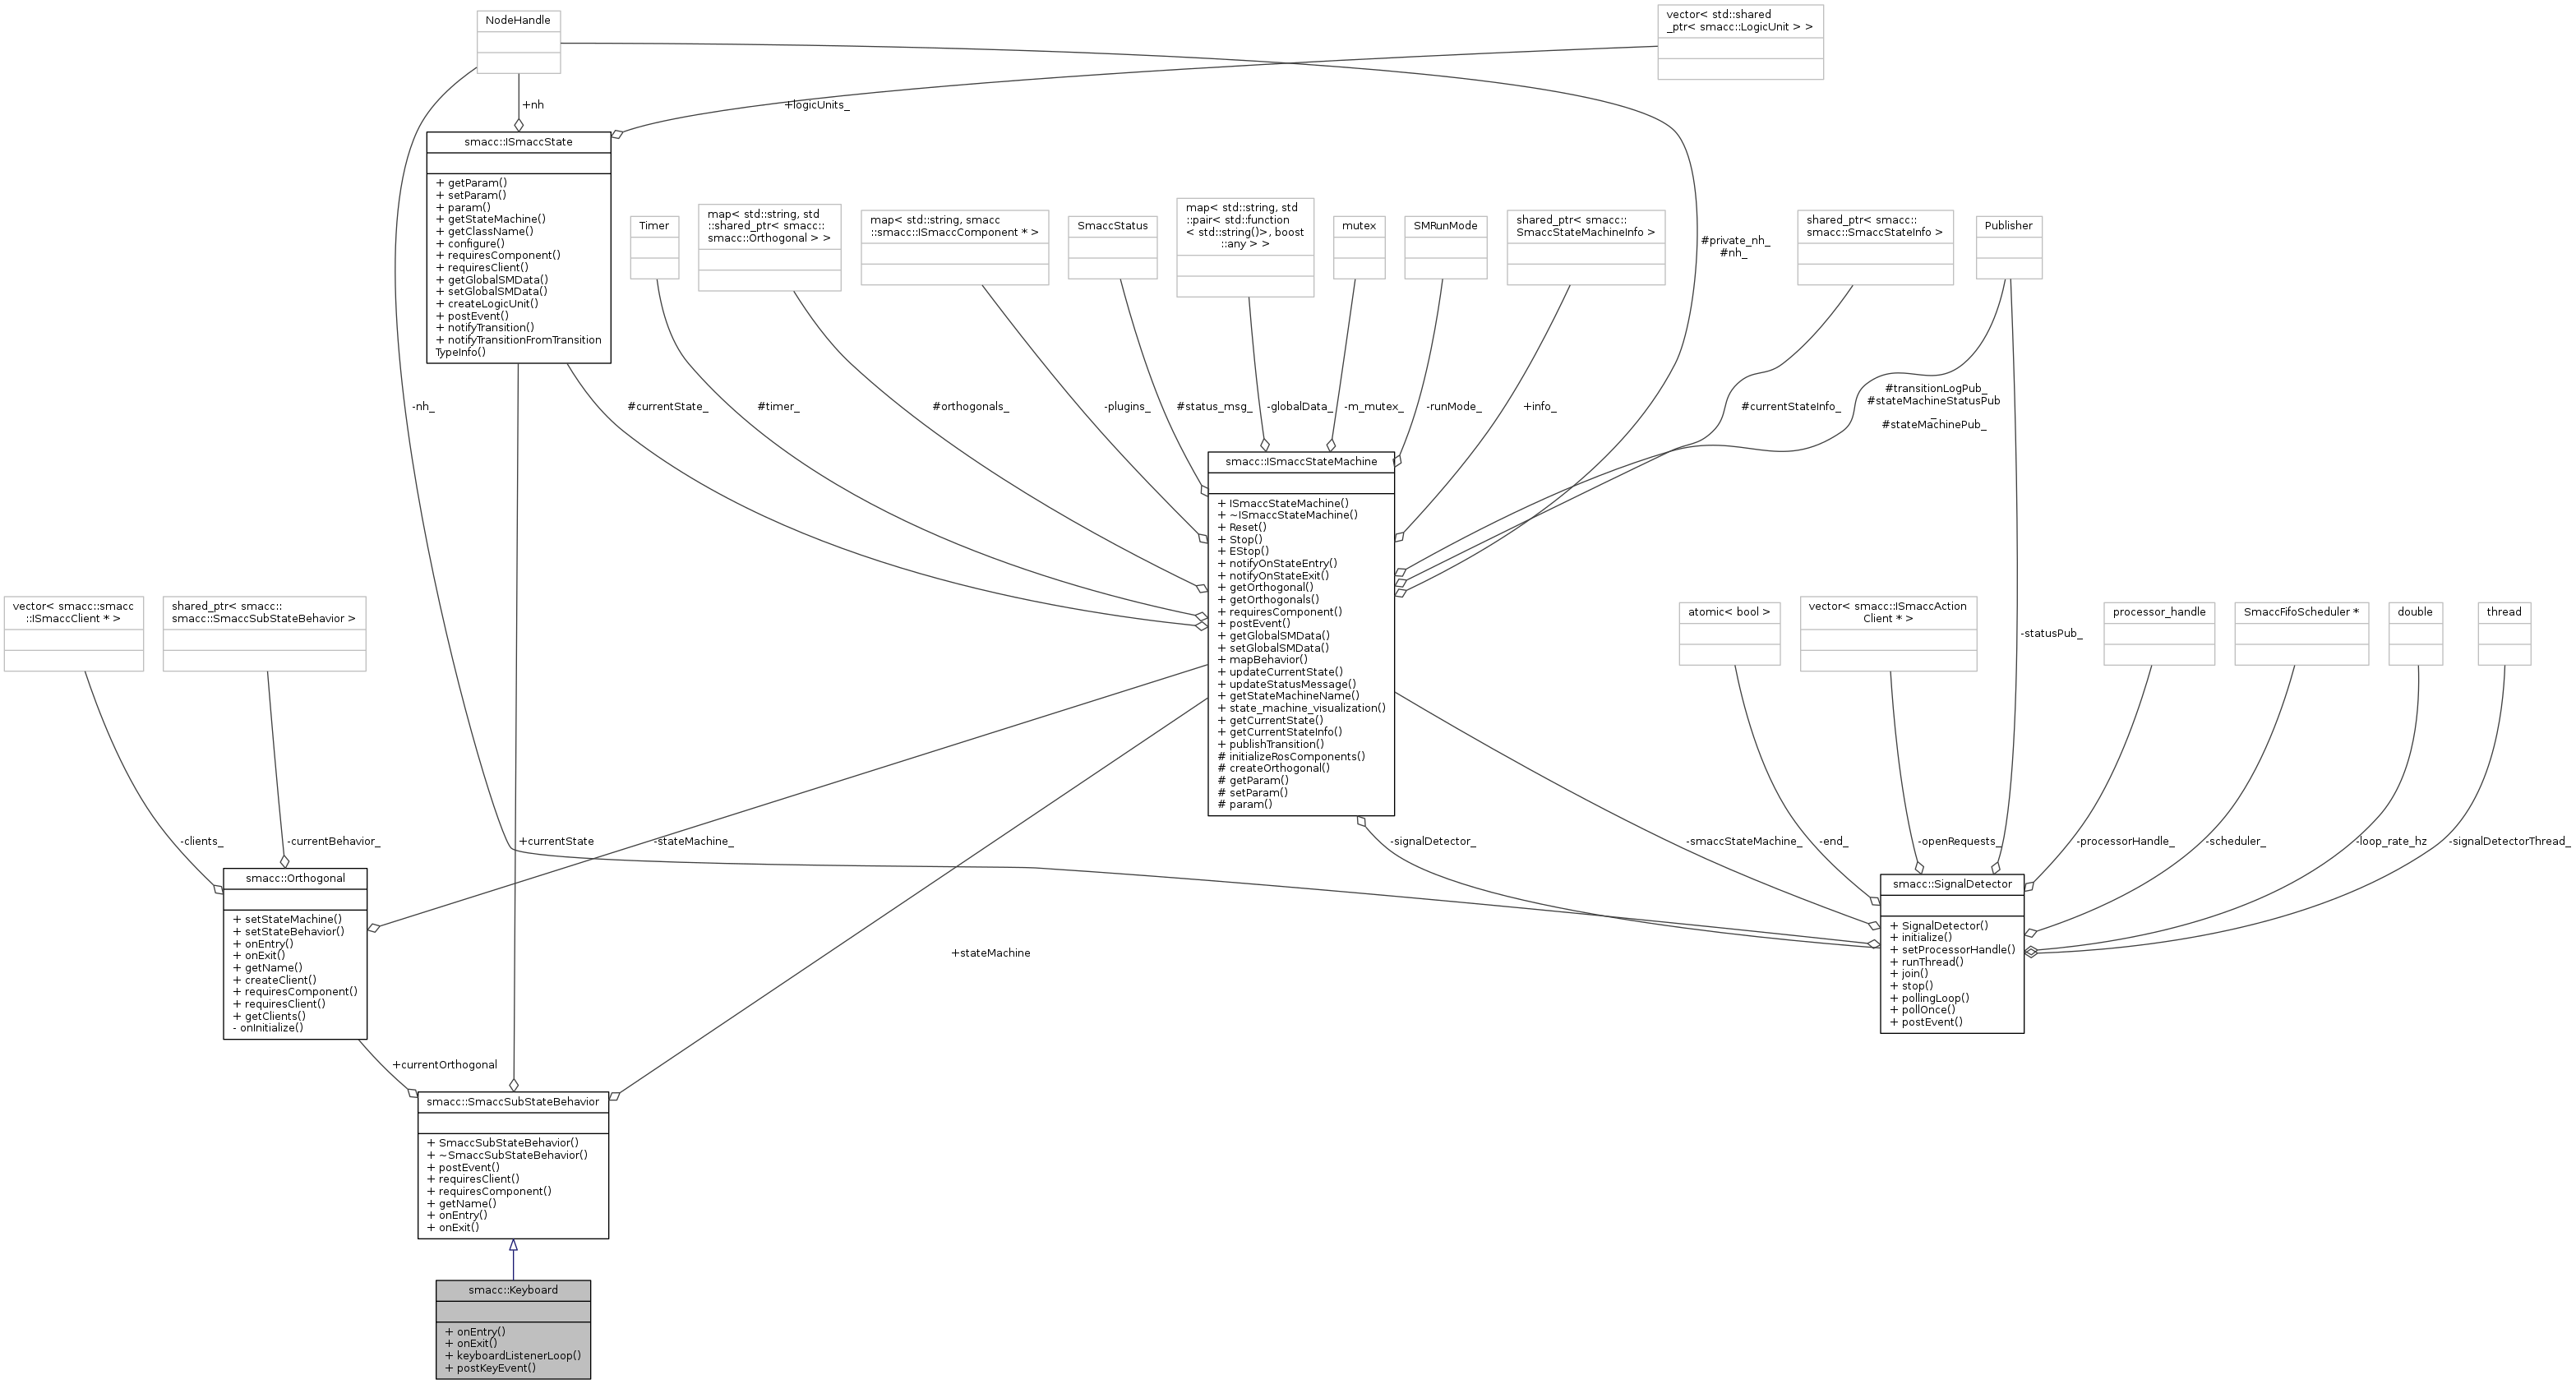 NodeHandle
vector< std::shared
_ptr< smacc::LogicUnit > >
+nh
+logicUnits_
smacc::ISmaccState
+ getParam()
+ setParam()
+ param()
+ getStateMachine()
+ getClassName()
+ configure()
+ requiresComponent()
+ requiresClient()
+ getGlobalSMData()
+ setGlobalSMData()
+ createLogicUnit()
+ postEvent()
+ notifyTransition()
+ notifyTransitionFromTransition
TypeInfo()
Timer
map< std::string, std
::shared_ptr< smacc::
smacc::Orthogonal > >
map< std::string, smacc
::smacc::ISmaccComponent * >
SmaccStatus
map< std::string, std
::pair< std::function
< std::string()>, boost
::any > >
mutex
SMRunMode
shared_ptr< smacc::
SmaccStateMachineInfo >
#private_nh_
#nh_
shared_ptr< smacc::
smacc::SmaccStateInfo >
Publisher
-nh_
#currentState_
#timer_
#orthogonals_
-plugins_
#status_msg_
-globalData_
-m_mutex_
-runMode_
+info_
#currentStateInfo_
#transitionLogPub_
#stateMachineStatusPub
_
#stateMachinePub_
smacc::ISmaccStateMachine
+ ISmaccStateMachine()
+ ~ISmaccStateMachine()
+ Reset()
+ Stop()
+ EStop()
+ notifyOnStateEntry()
+ notifyOnStateExit()
+ getOrthogonal()
+ getOrthogonals()
+ requiresComponent()
+ postEvent()
+ getGlobalSMData()
+ setGlobalSMData()
+ mapBehavior()
+ updateCurrentState()
+ updateStatusMessage()
+ getStateMachineName()
+ state_machine_visualization()
+ getCurrentState()
+ getCurrentStateInfo()
+ publishTransition()
# initializeRosComponents()
# createOrthogonal()
# getParam()
# setParam()
# param()
vector< smacc::smacc
::ISmaccClient * >
shared_ptr< smacc::
smacc::SmaccSubStateBehavior >
atomic< bool >
vector< smacc::ISmaccAction
Client * >
-statusPub_
processor_handle
SmaccFifoScheduler *
double
thread
-clients_
-currentBehavior_
+currentState
-stateMachine_
-signalDetector_
-smaccStateMachine_
-end_
-openRequests_
-processorHandle_
-scheduler_
-loop_rate_hz
-signalDetectorThread_
smacc::Orthogonal
+ setStateMachine()
+ setStateBehavior()
+ onEntry()
+ onExit()
+ getName()
+ createClient()
+ requiresComponent()
+ requiresClient()
+ getClients()
- onInitialize()
smacc::SignalDetector
+ SignalDetector()
+ initialize()
+ setProcessorHandle()
+ runThread()
+ join()
+ stop()
+ pollingLoop()
+ pollOnce()
+ postEvent()
+stateMachine
+currentOrthogonal
smacc::SmaccSubStateBehavior
+ SmaccSubStateBehavior()
+ ~SmaccSubStateBehavior()
+ postEvent()
+ requiresClient()
+ requiresComponent()
+ getName()
+ onEntry()
+ onExit()
smacc::Keyboard
+ onEntry()
+ onExit()
+ keyboardListenerLoop()
+ postKeyEvent()